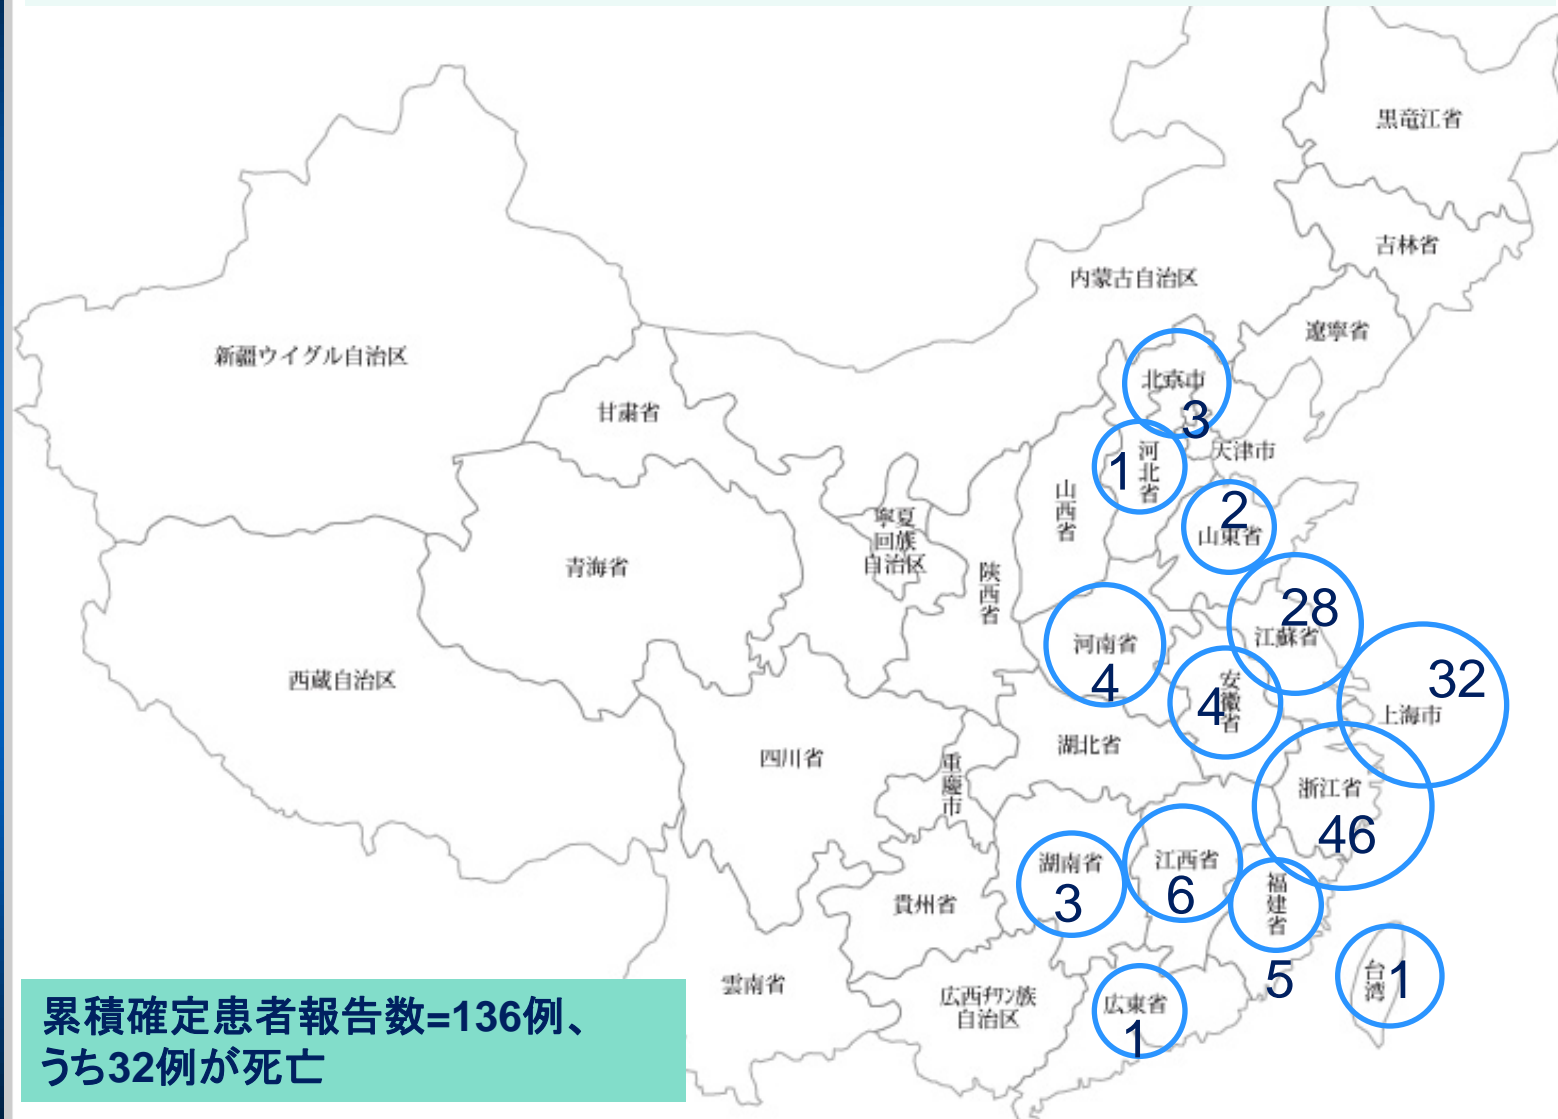 黒竜江省
吉林省
内蒙古自治区
遼寧省
新疆ウイグル自治区
北京市
3
甘粛省
天津市
1
河北省
山西省
2
山東省
寧夏
回族
自治区
青海省
陝西省
28
江蘇省
河南省
4
西蔵自治区
安徽省
4
32
上海市
湖北省
四川省
重慶市
浙江省
46
湖南省
3
江西省
6
福建省
5
貴州省
台湾
1
雲南省
広西チワン族
自治区
広東省
1
累積確定患者報告数=136例、
うち32例が死亡